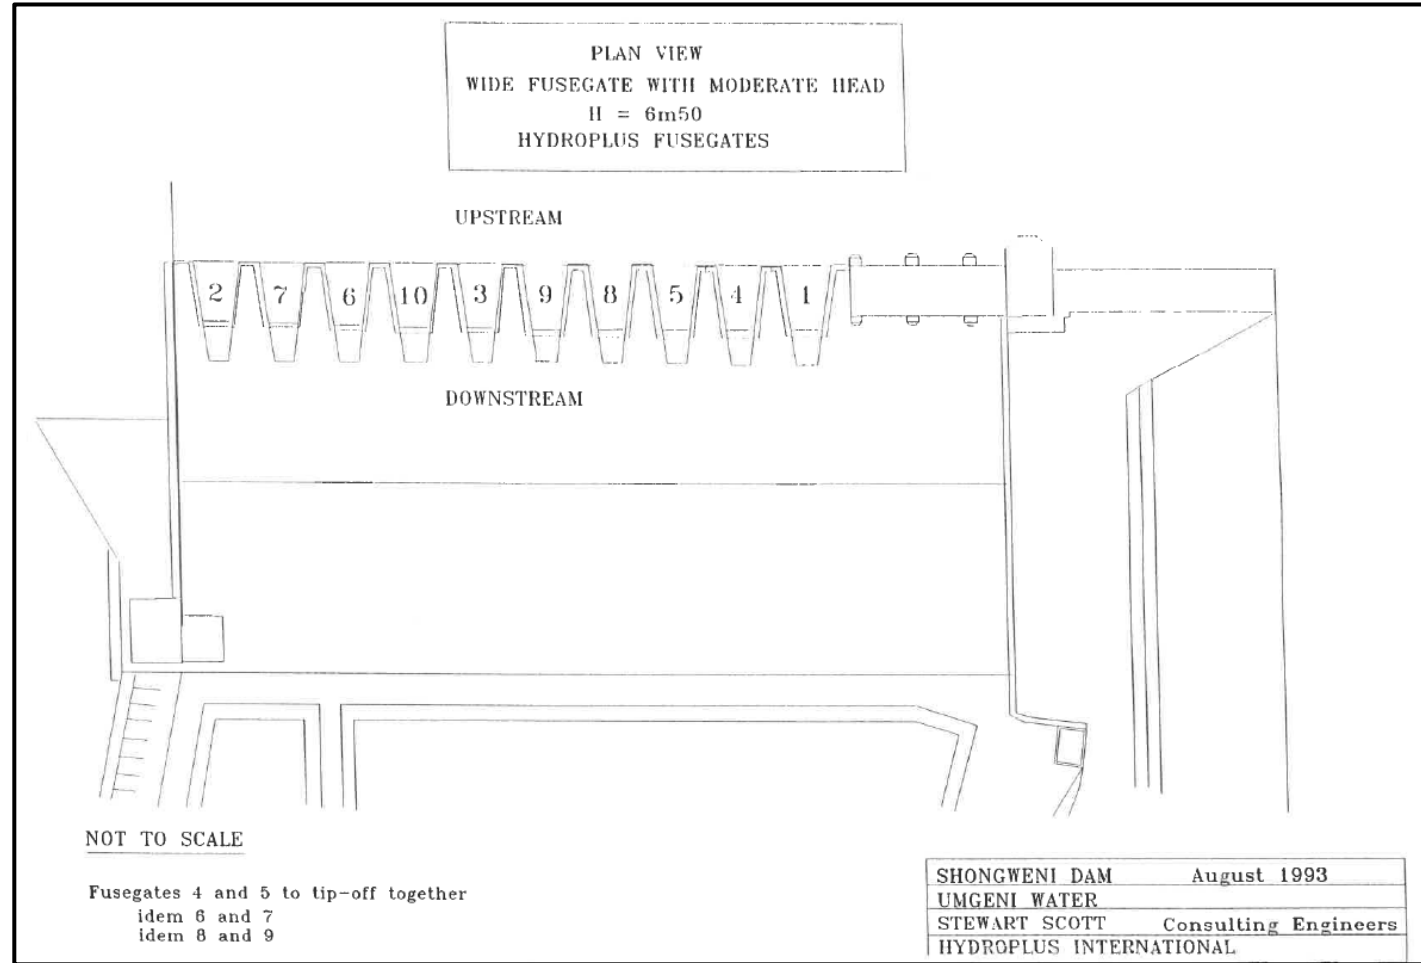 PLAN VIEW
WIDE FUSEGATE WITH MODERATE HEAD
H = 6m50
HYDROPLUS FUSEGATES
UPSTREAM
2 7 6 10 3 9 8 5 4 1
DOWNSTREAM
NOT TO SCALE
Fusegates 4 and 5 to tip-off together
idem 6 and 7
idem 8 and 9
SHONGWENI DAM August 1993
UMGENI WATER
STEWART SCOTT Consulting Engineers
HYDROPLUS INTERNATIONAL